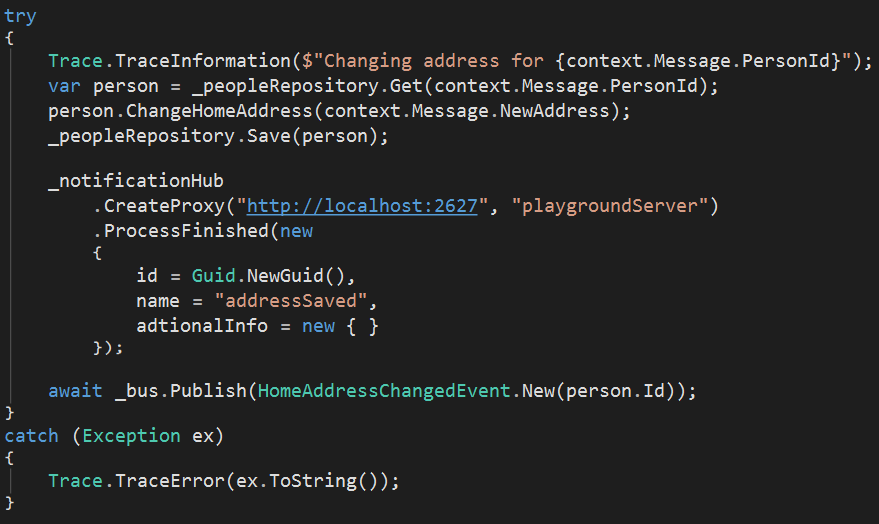 try
{
    Trace.TraceInformation($"Changing address for {context.Message.PersonId}");
    var person = _peopleRepository.Get(context.Message.PersonId);
    person.ChangeHomeAddress(context.Message.NewAddress);
    _peopleRepository.Save(person);

    _notificationHub
        .CreateProxy("http://localhost:2627", "playgroundServer")
        .ProcessFinished(new
        {
            id = Guid.NewGuid(),
            name = "addressSaved",
            adtionalInfo = new { }
        });

    await _bus.Publish(HomeAddressChangedEvent.New(person.Id));
}
catch (Exception ex)
{
    Trace.TraceError(ex.ToString());
}